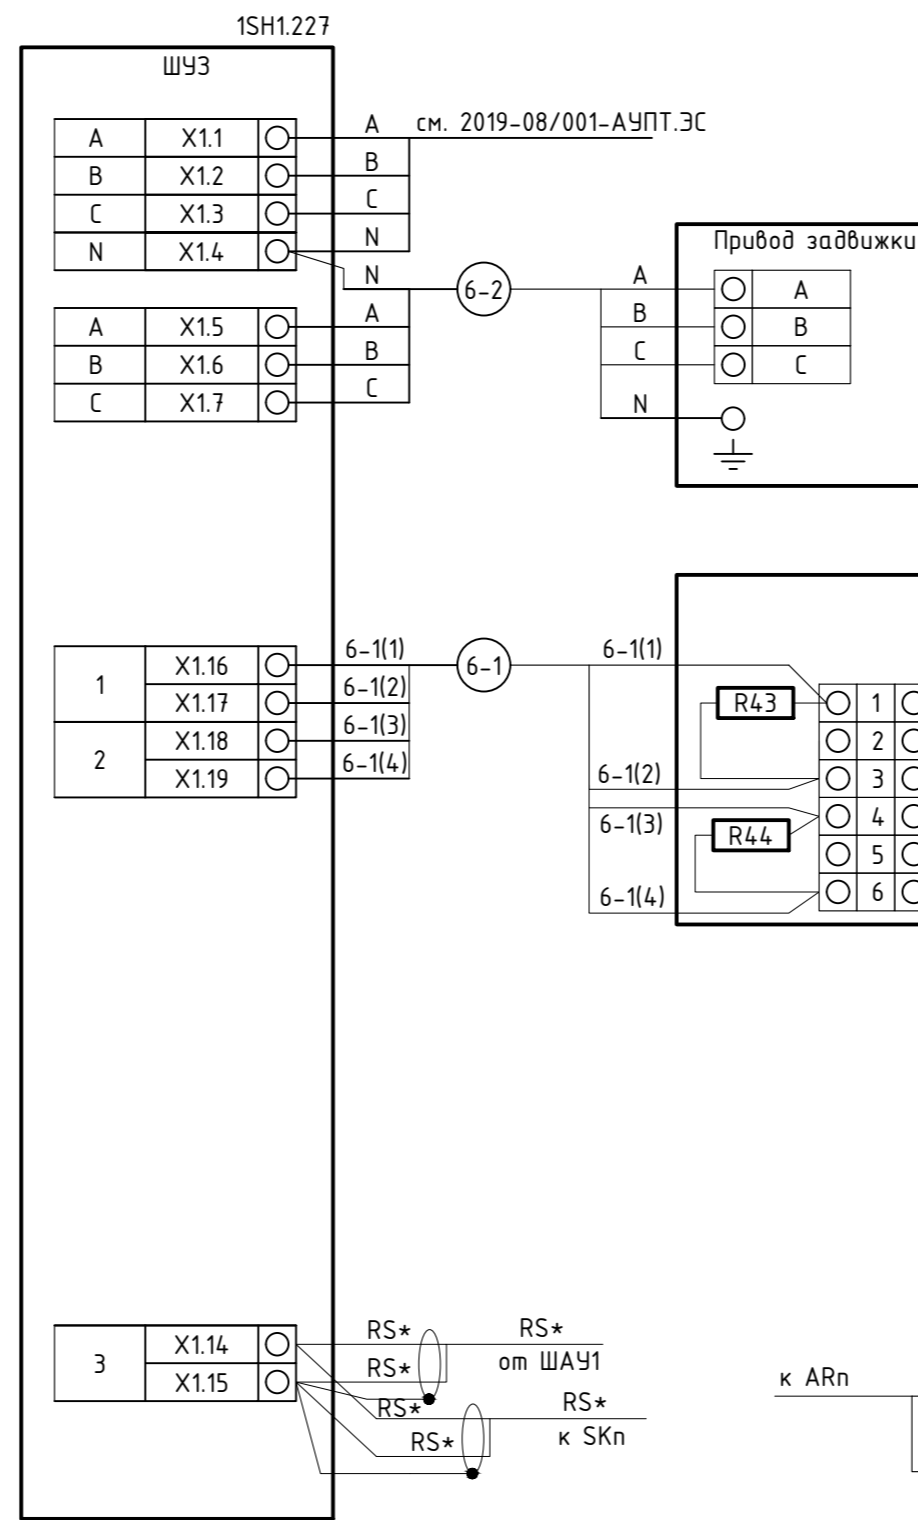 1SH1.227
ШУЗ
A X1.1 A см. 2019-08/001-АУПТ.ЭС
B X1.2 B
C X1.3 C
N X1.4 N
Привод задвижки
N 6-2 A A
A X1.5 A B B
B X1.6 B C C
C X1.7 C N
1 X1.16 6-1(1) 6-1 6-1(1)
X1.17 6-1(2) R43 1
2 X1.18 6-1(3) 2
X1.19 6-1(4) 6-1(2) 3
6-1(3) R44 4
5
6-1(4) 6
3 X1.14 RS* RS*
X1.15 RS* от ШАУ1
к ARn
RS* RS*
RS* к SKn